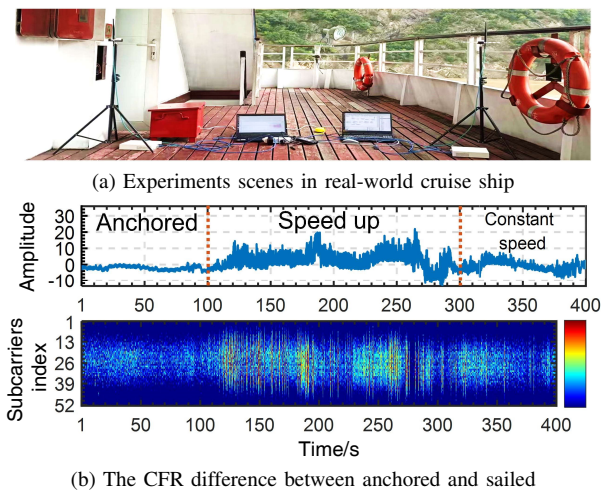 (a) Experiments scenes in real-world cruise ship
Amplitude
30
20
10
0
-10
Anchored
Speed up
Constant
speed
1 50 100 150 200 250 300 350 400
Subcarriers
index
1
13
26
39
52
1 50 100 150 200 250 300 350 400
Time/s
(b) The CFR difference between anchored and sailed